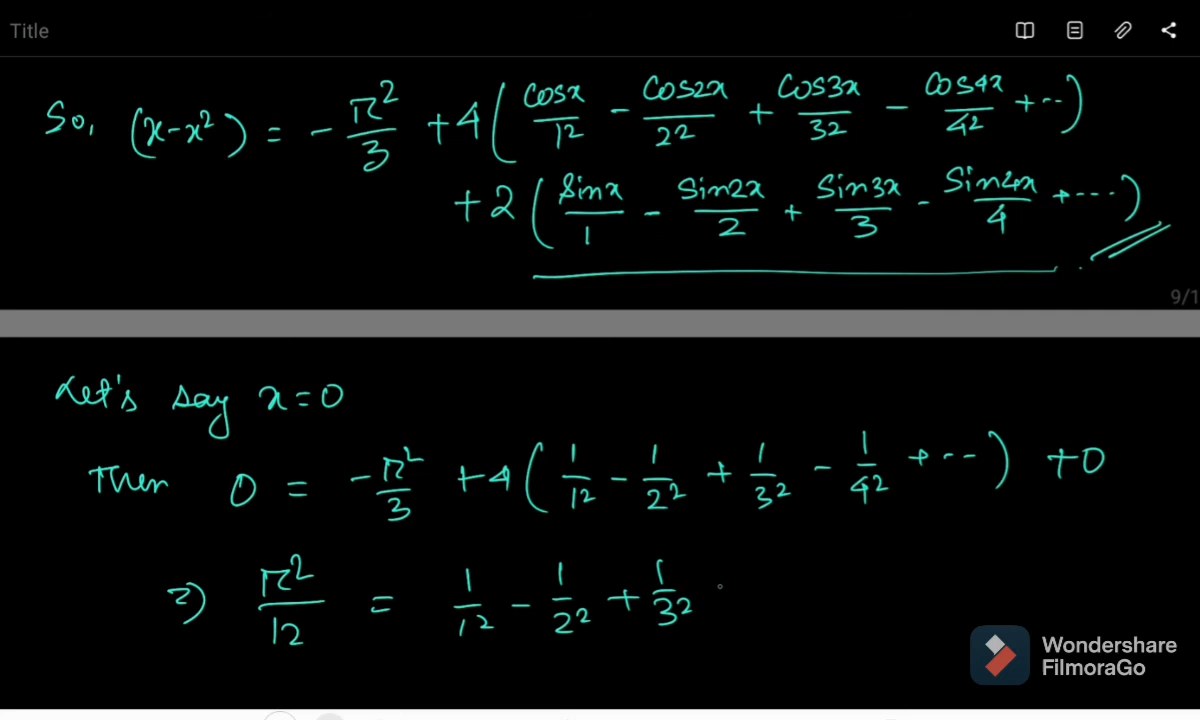 Title
So, (x-x²) = - π²/3 + 4( cosx/1² - cos2x/2² + cos3x/3² - cos4x/4² + -- )
+2 ( sinx/1 - sin2x/2 + sin3x/3 - sin4x/4 + ---- )
9/1
Let's say x=0
Then 0 = -π²/3 +4( 1/1² - 1/2² + 1/3² - 1/4² + --- ) +0
⇒ π²/12 = 1/1² - 1/2² + 1/3²
Wondershare
FilmoraGo